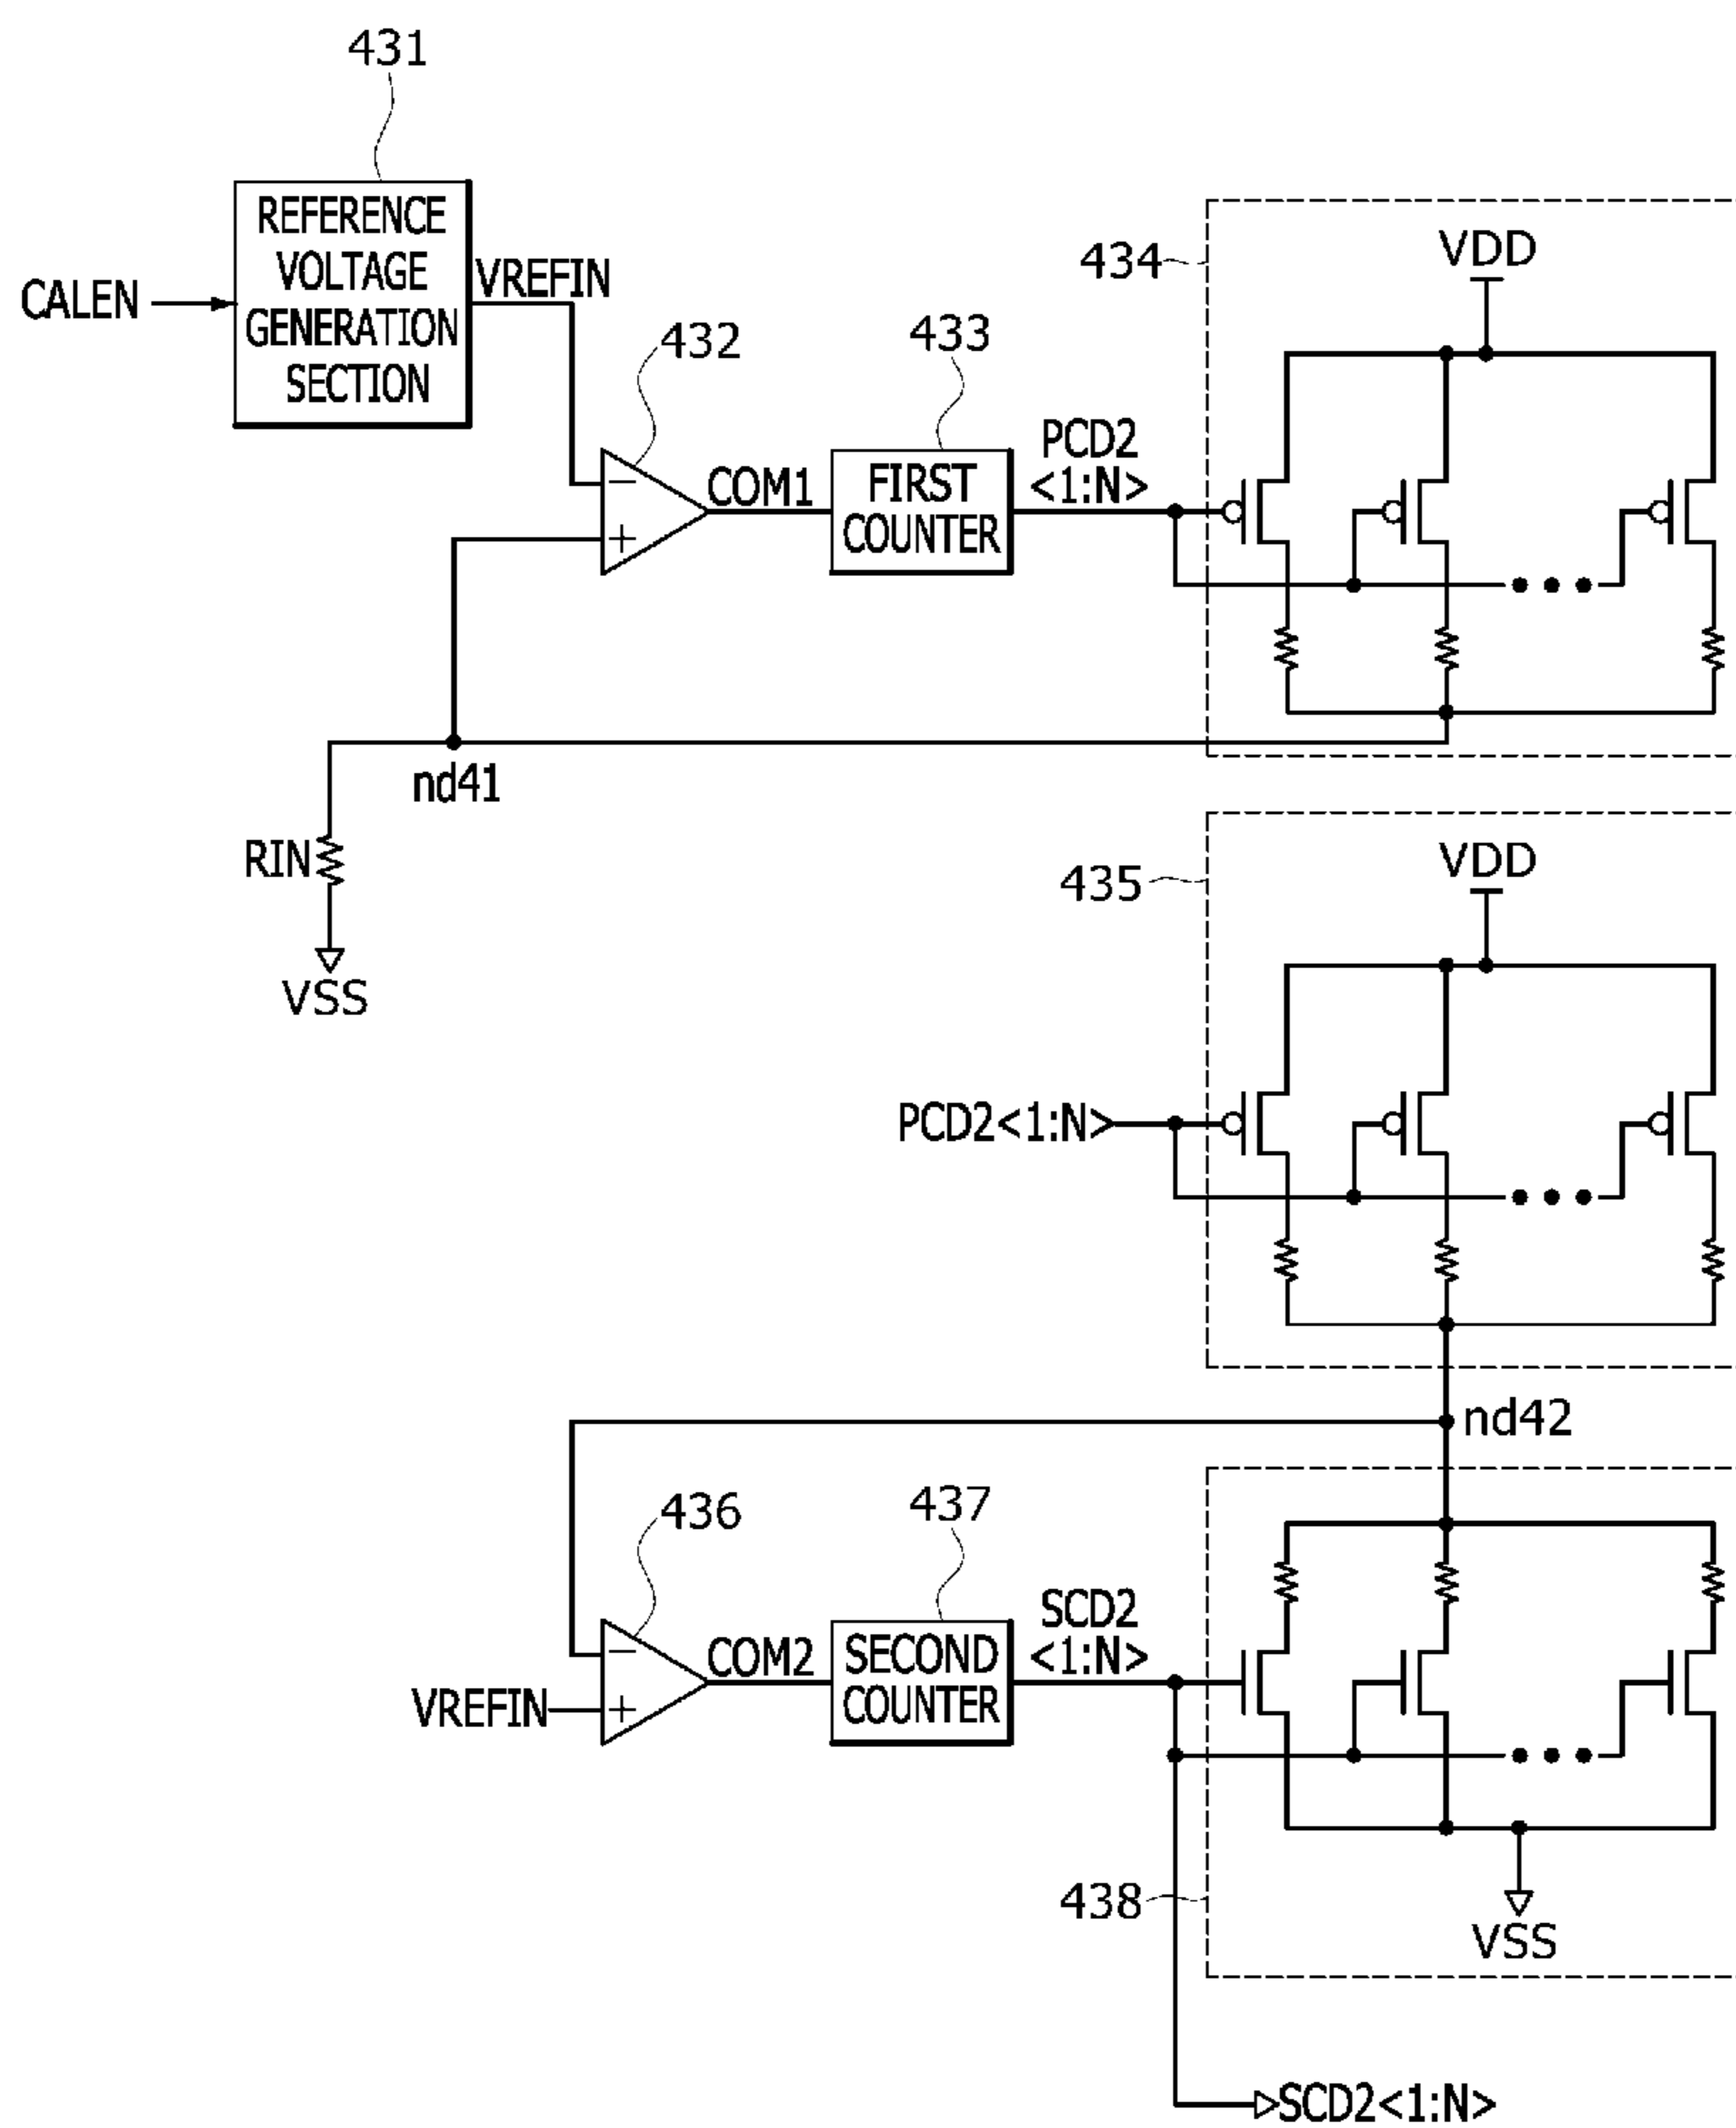 431
REFERENCE
VOLTAGE
GENERATION
SECTION
CALEN
VREFIN
432
COM1
433
FIRST
COUNTER
PCD2
<1:N>
434
VDD
nd41
RIN
VSS
435
VDD
PCD2<1:N>
nd42
436
VREFIN
COM2
437
SECOND
COUNTER
SCD2
<1:N>
438
VSS
SCD2<1:N>